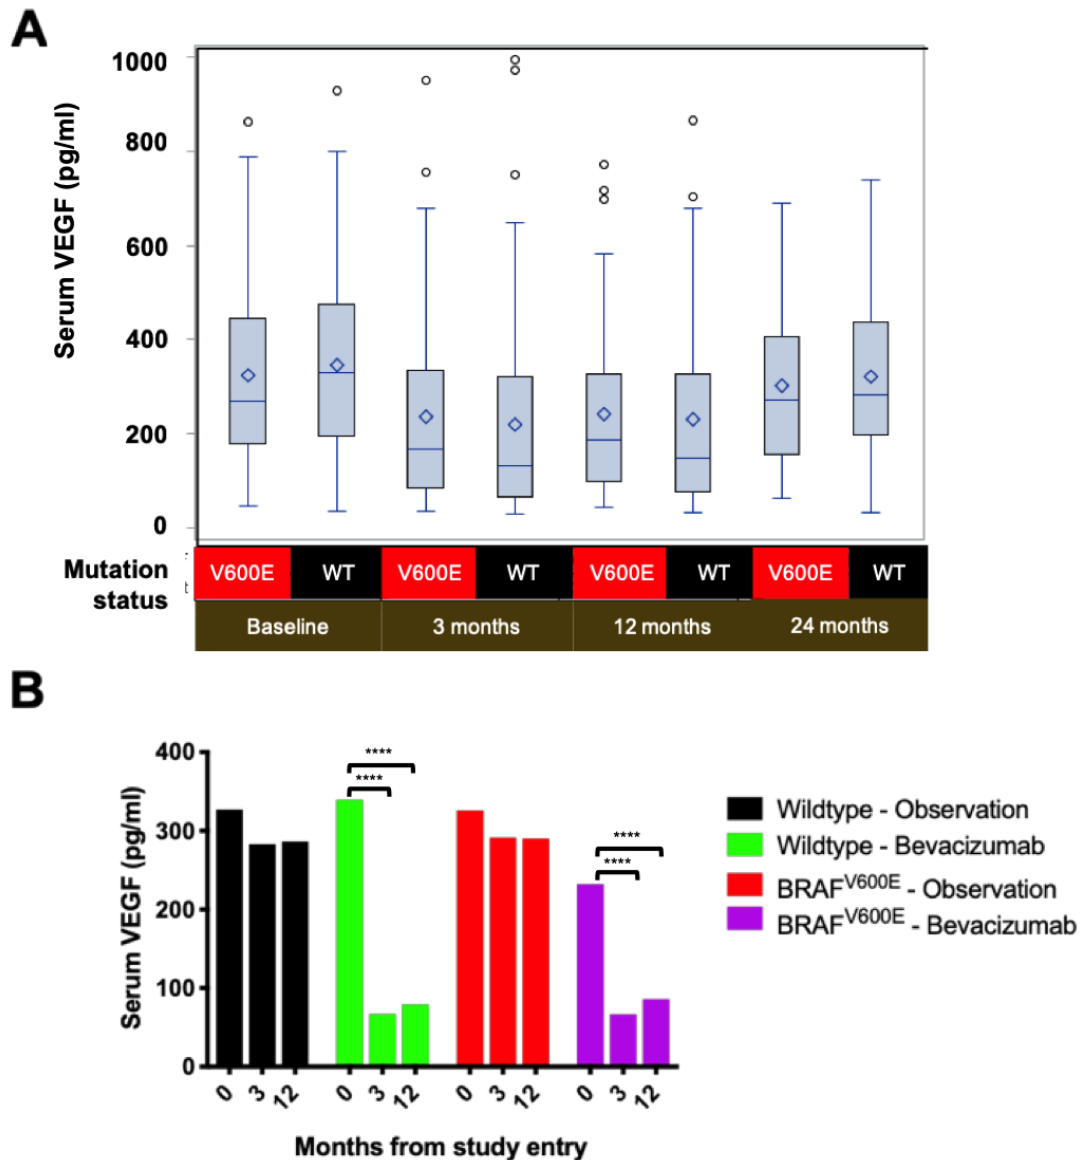 A
Serum VEGF (pg/ml)
1000
800
600
400
200
0
Mutation
status
V600E WT V600E WT V600E WT V600E WT
Baseline 3 months 12 months 24 months
B
Serum VEGF (pg/ml)
400
300
200
100
0
****
****
****
****
0 3 12 0 3 12 0 3 12 0 3 12
Months from study entry
Wildtype - Observation
Wildtype - Bevacizumab
BRAFV600E - Observation
BRAFV600E - Bevacizumab